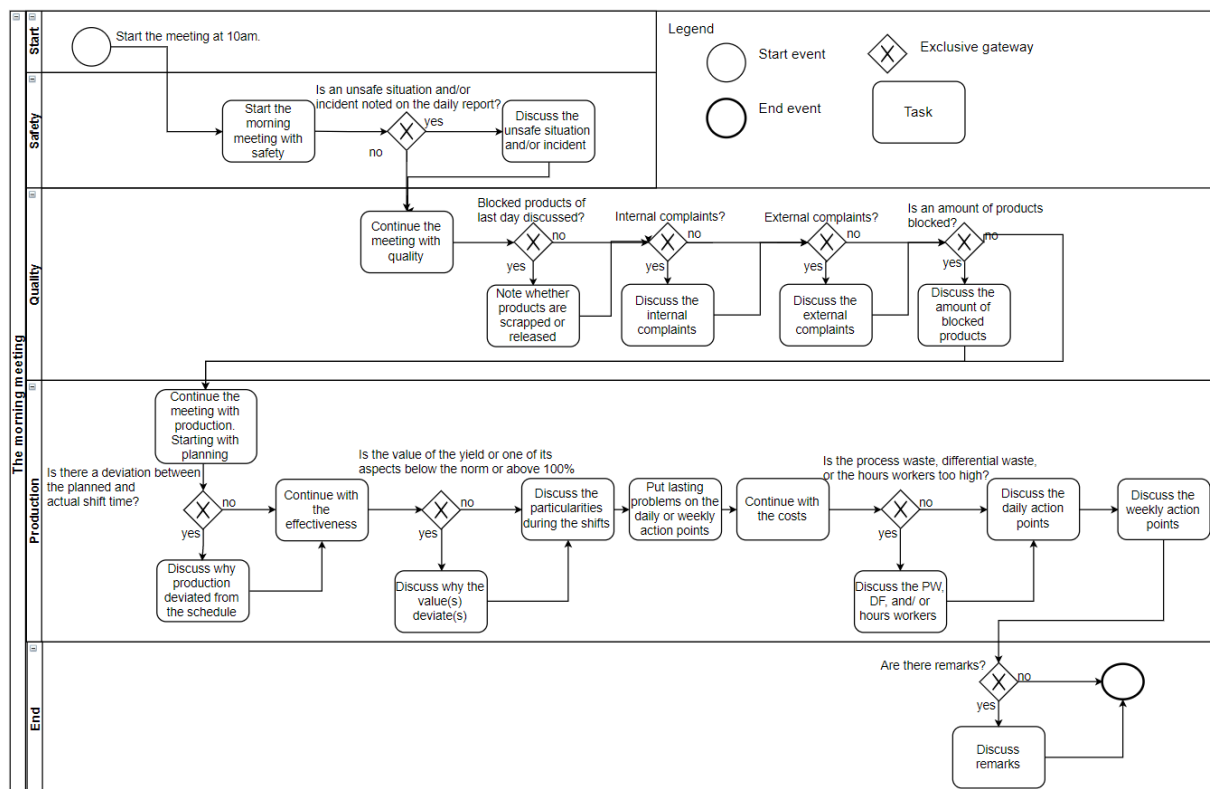 The morning meeting
Start
Start the meeting at 10am.
Legend
Start event
Exclusive gateway
End event
Task
Safety
Start the
morning
meeting with
safety
Is an unsafe situation and/or
incident noted on the daily report?
yes
no
Discuss the
unsafe situation
and/or incident
Quality
Continue the
meeting with
quality
Blocked products of
last day discussed?
no
yes
Note whether
products are
scrapped or
released
Internal complaints?
no
yes
Discuss the
internal
complaints
External complaints?
no
yes
Discuss the
external
complaints
Is an amount of products
blocked?
no
yes
Discuss the
amount of
blocked
products
Production
Continue the
meeting with
production.
Starting with
planning
Is there a deviation between
the planned and
actual shift time?
no
yes
Discuss why
production
deviated from
the schedule
Continue with
the
effectiveness
Is the value of the yield or one of its
aspects below the norm or above 100%
no
yes
Discuss why the
value(s)
deviate(s)
Discuss the
particularities
during the shifts
Put lasting
problems on the
daily or weekly
action points
Continue with
the costs
Is the process waste, differential waste,
or the hours workers too high?
no
yes
Discuss the PW,
DF, and/ or
hours workers
Discuss the
daily action
points
Discuss the
weekly action
points
End
Are there remarks?
no
yes
Discuss
remarks